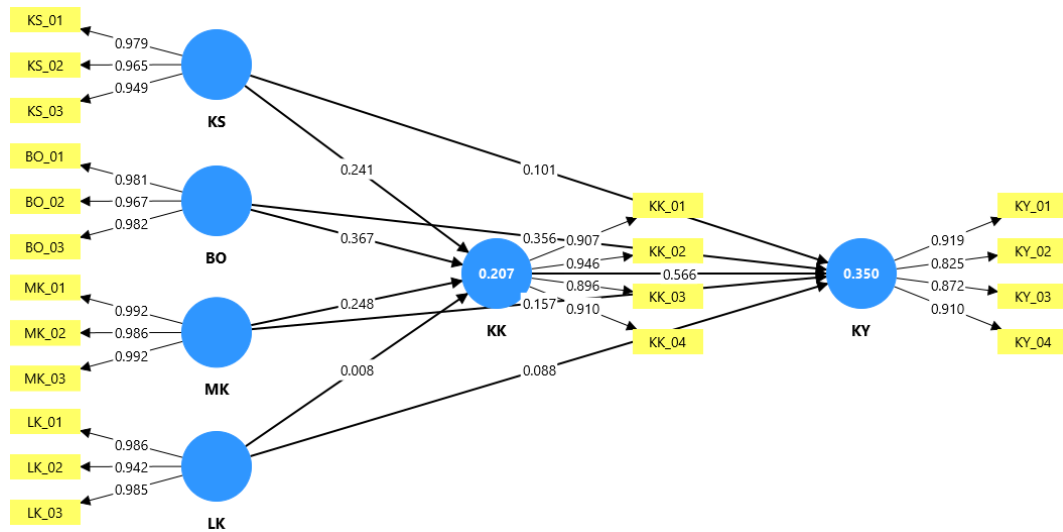 KS_01
0.979
KS_02
0.965
KS_03
0.949
KS
BO_01
0.981
BO_02
0.967
BO_03
0.982
BO
MK_01
0.992
MK_02
0.986
MK_03
0.992
MK
LK_01
0.986
LK_02
0.942
LK_03
0.985
LK
0.241
0.367
0.248
0.008
0.101
0.356
0.566
0.157
0.088
0.207
KK
0.907
KK_01
0.946
KK_02
0.896
KK_03
0.910
KK_04
0.350
KY
0.919
KY_01
0.825
KY_02
0.872
KY_03
0.910
KY_04